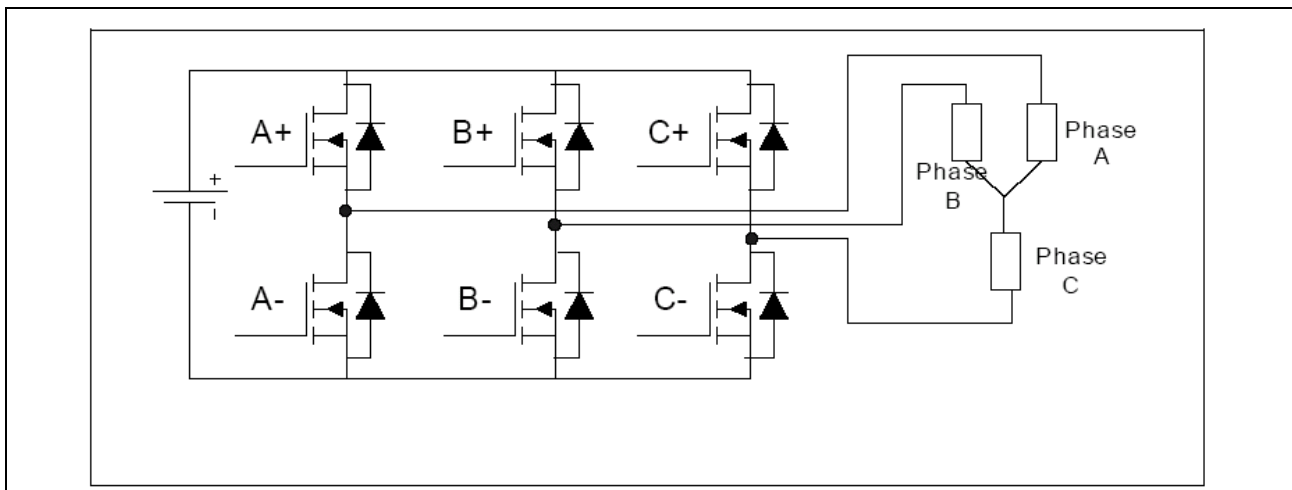 A+
B+
C+
+
–
Phase
A
Phase
B
A-
B-
C-
Phase
C